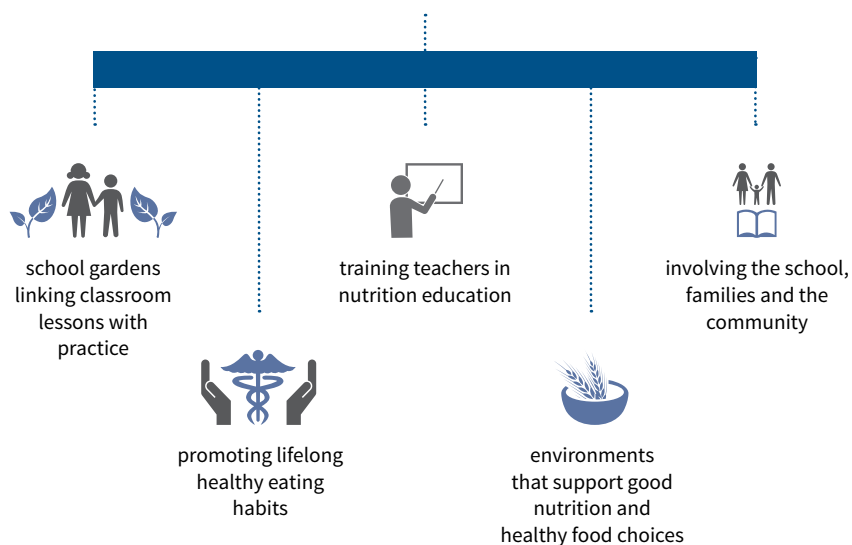 school gardens
linking classroom
lessons with
practice
promoting lifelong
healthy eating
habits
training teachers in
nutrition education
environments
that support good
nutrition and
healthy food choices
involving the school,
families and the
community